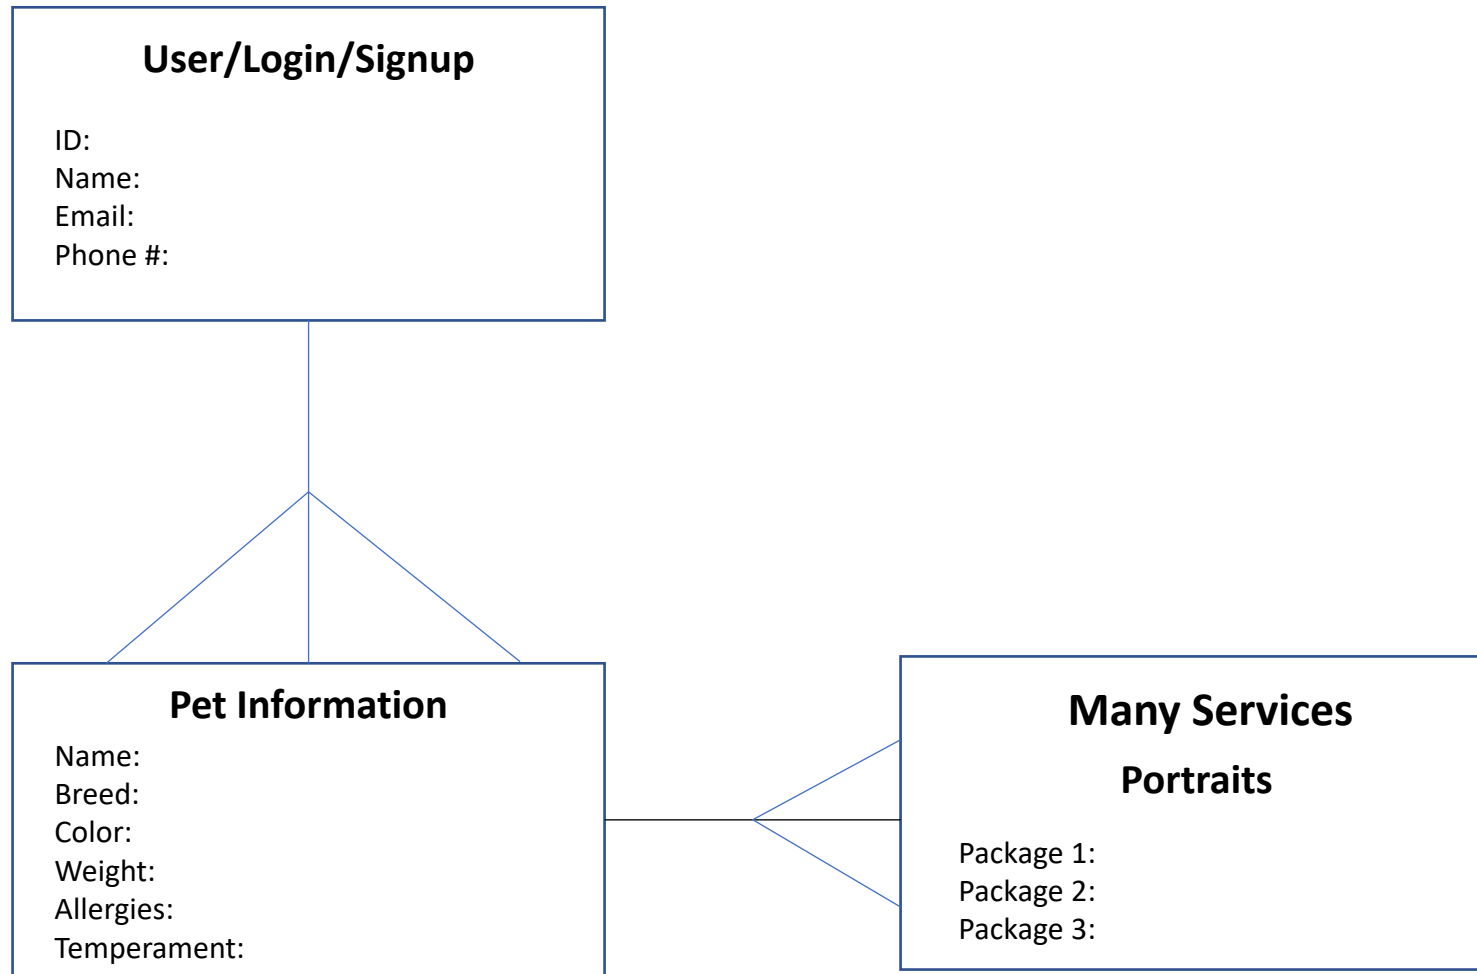 User/Login/Signup
ID:
Name:
Email:
Phone #:
Pet Information
Name:
Breed:
Color:
Weight:
Allergies:
Temperament:
Many Services
Portraits
Package 1:
Package 2:
Package 3: